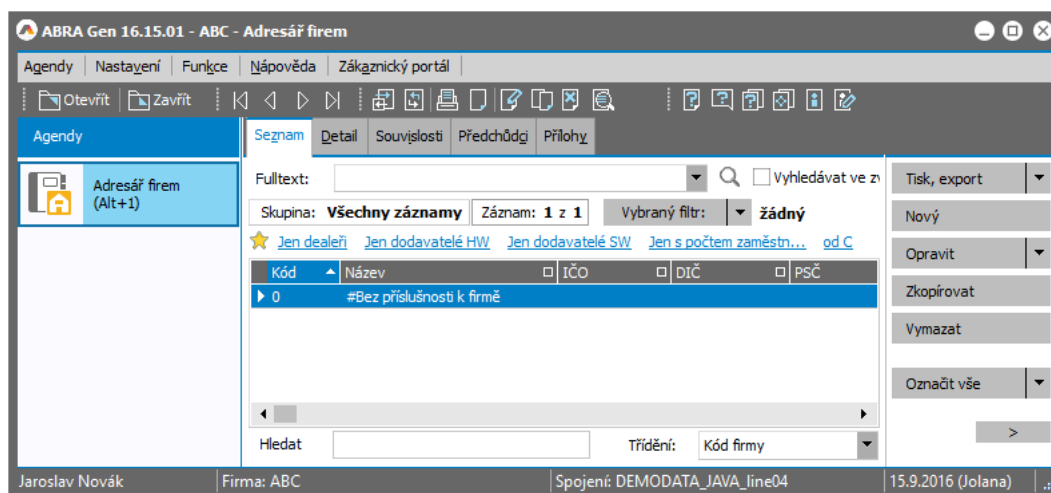 ABRA Gen 16.15.01 - ABC - Adresář firem
Agendy Nastavení Funkce Nápověda Zákaznický portál
Otevřít Zavřít
Agendy
Adresář firem
(Alt+1)
Seznam Detail Souvislosti Předchůdci Přílohy
Fulltext: Vyhledávat ve
Skupina: Všechny záznamy Záznam: 1 z 1 Vybraný filtr: žádný
Jen dealeři Jen dodavatelé HW Jen dodavatelé SW Jen s počtem zaměstn... od C
Kód Název IČO DIČ PSČ
0 #Bez příslušnosti k firmě
Hledat Třídění: Kód firmy
Tisk, export
Nový
Opravit
Zkopírovat
Vymazat
Označit vše
>
Jaroslav Novák Firma: ABC Spojení: DEMODATA_JAVA_line04 15.9.2016 (Jolana)